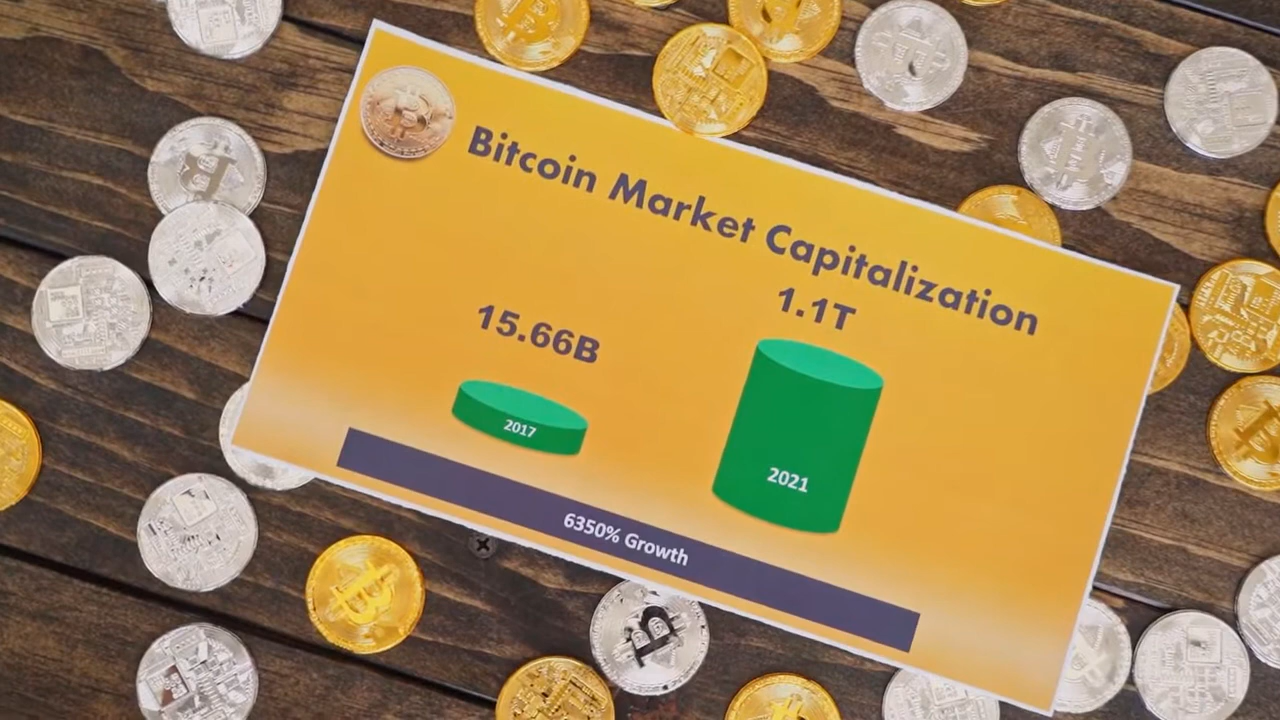 Bitcoin Market Capitalization
15.66B
1.1T
2017
2021
6350% Growth